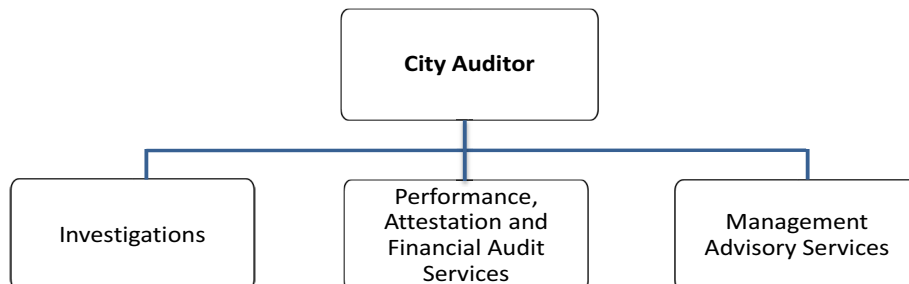 City Auditor
Investigations
Performance,
Attestation and
Financial Audit
Services
Management
Advisory Services